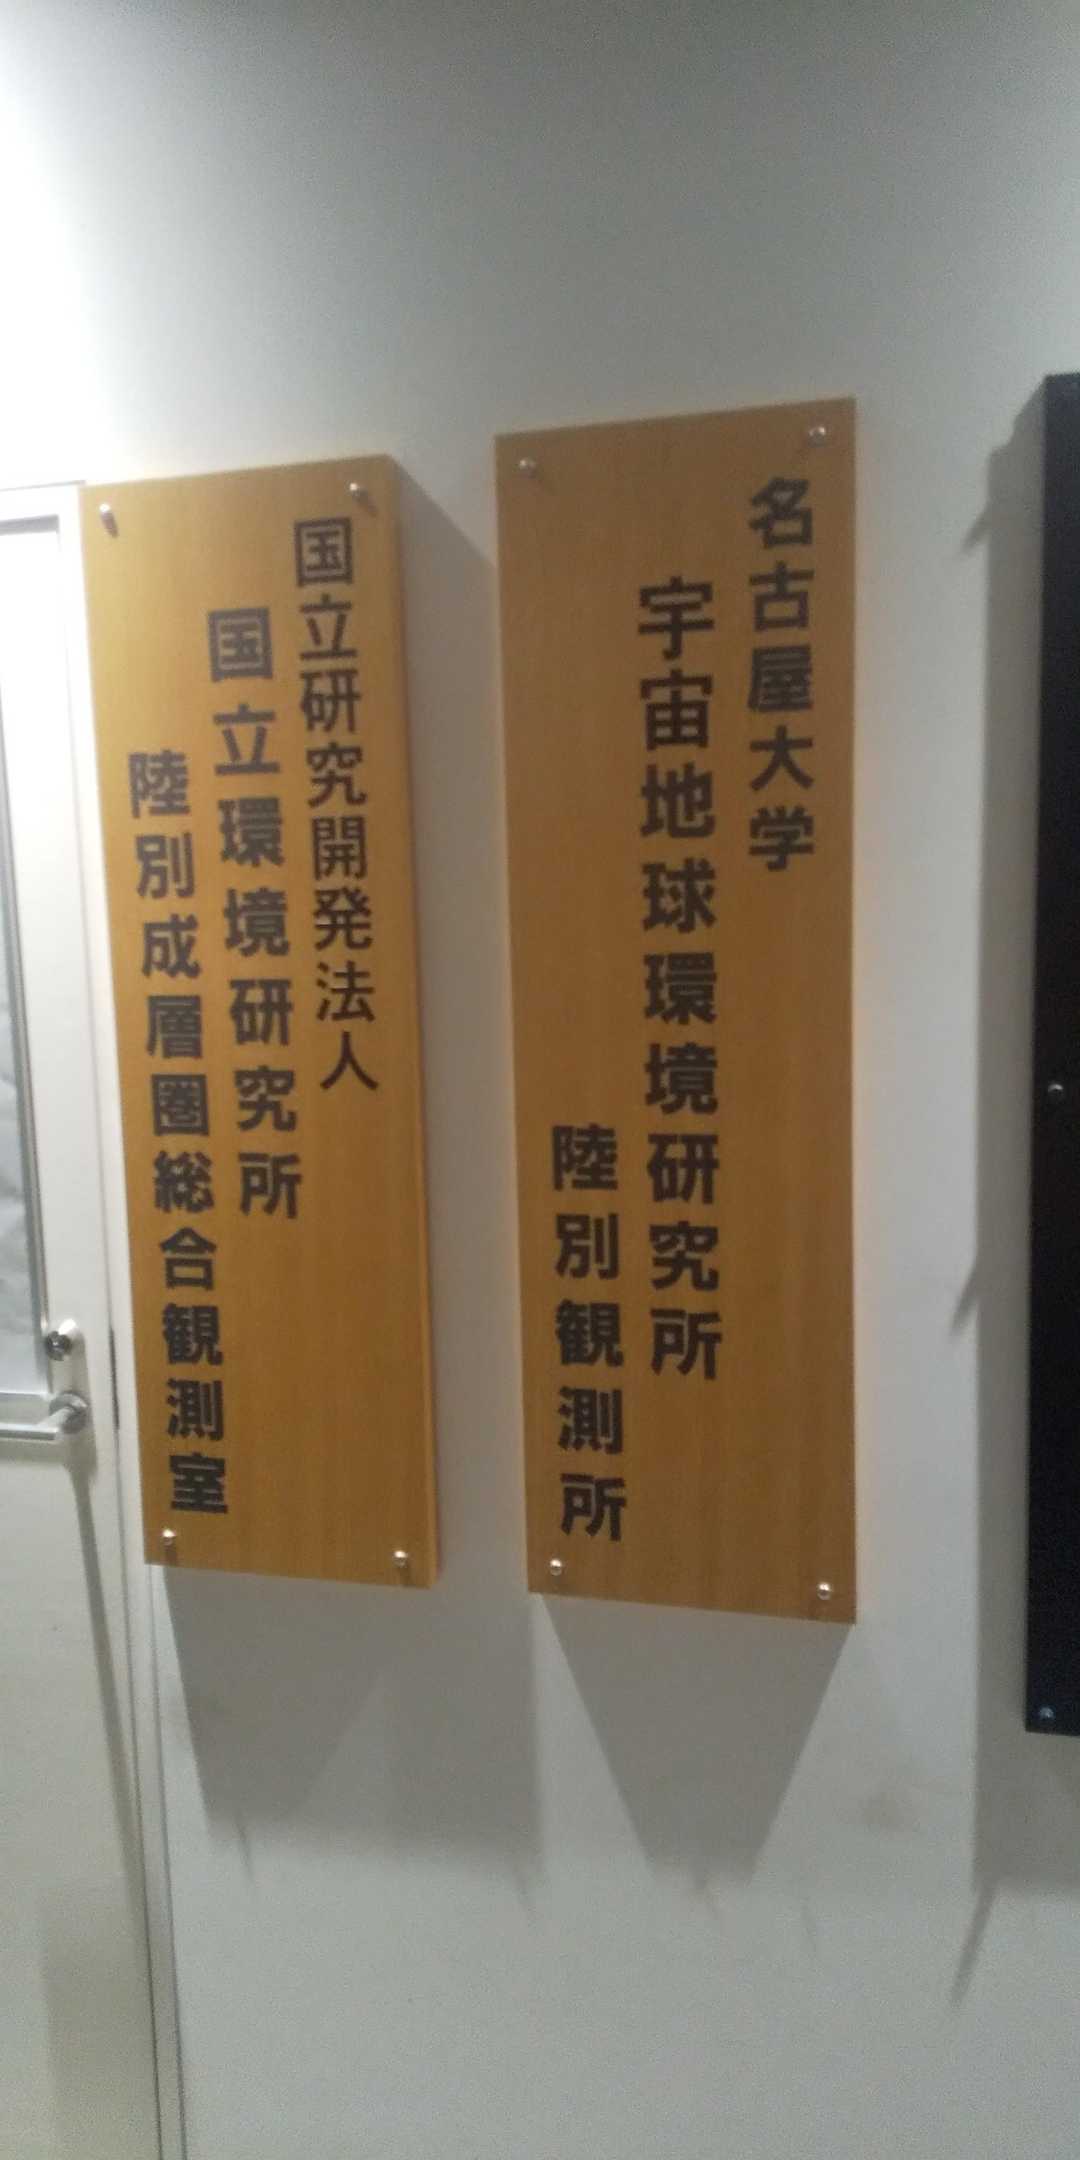 名古屋大学
宇宙地球環境研究所
陸別観測所
国立研究開発法人
国立環境研究所
陸別成層圏総合観測室